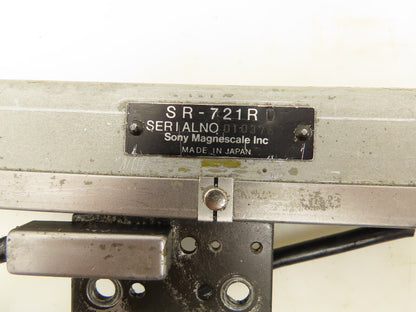 SR-721R
SERIAL NO
Sony Magnescale Inc
MADE IN JAPAN